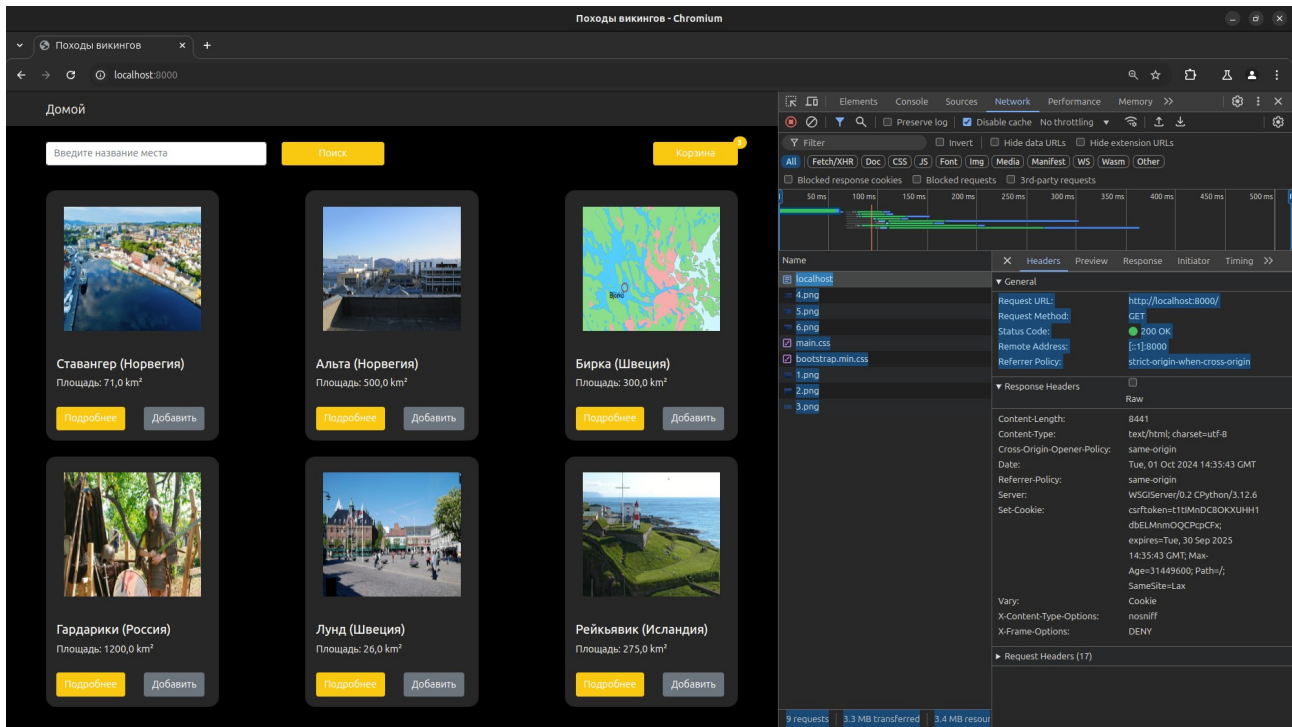 Походы викингов - Chromium
Походы викингов × +
localhost:8000
Домой
Введите название места Поиск Корзина 3
Bjorko
Ставангер (Норвегия) Альта (Норвегия) Бирка (Швеция)
Площадь: 71,0 km² Площадь: 500,0 km² Площадь: 300,0 km²
Подробнее Добавить Подробнее Добавить Подробнее Добавить
Гардарики (Россия) Лунд (Швеция) Рейкьявик (Исландия)
Площадь: 1200,0 km² Площадь: 26,0 km² Площадь: 275,0 km²
Подробнее Добавить Подробнее Добавить Подробнее Добавить
Elements Console Sources Network Performance Memory
Preserve log Disable cache No throttling
Filter Invert Hide data URLs Hide extension URLs
All Fetch/XHR Doc CSS JS Font Img Media Manifest WS Wasm Other
Blocked response cookies Blocked requests 3rd-party requests
50 ms 100 ms 150 ms 200 ms 250 ms 300 ms 350 ms 400 ms 450 ms 500 ms
Name
localhost
4.png
5.png
6.png
main.css
bootstrap.min.css
1.png
2.png
3.png
9 requests 3.3 MB transferred 3.4 MB resour
Headers Preview Response Initiator Timing
General
Request URL: http://localhost:8000/
Request Method: GET
Status Code: 200 OK
Remote Address: [::1]:8000
Referrer Policy: strict-origin-when-cross-origin
Response Headers
Raw
Content-Length: 8441
Content-Type: text/html; charset=utf-8
Cross-Origin-Opener-Policy: same-origin
Date: Tue, 01 Oct 2024 14:35:43 GMT
Referrer-Policy: same-origin
Server: WSGIServer/0.2 CPython/3.12.6
Set-Cookie: csrftoken=t1tIMnDC8OKXUHH1
dbELMnmOQCPcpCFx;
expires=Tue, 30 Sep 2025
14:35:43 GMT; Max-
Age=31449600; Path=/;
SameSite=Lax
Vary: Cookie
X-Content-Type-Options: nosniff
X-Frame-Options: DENY
Request Headers (17)